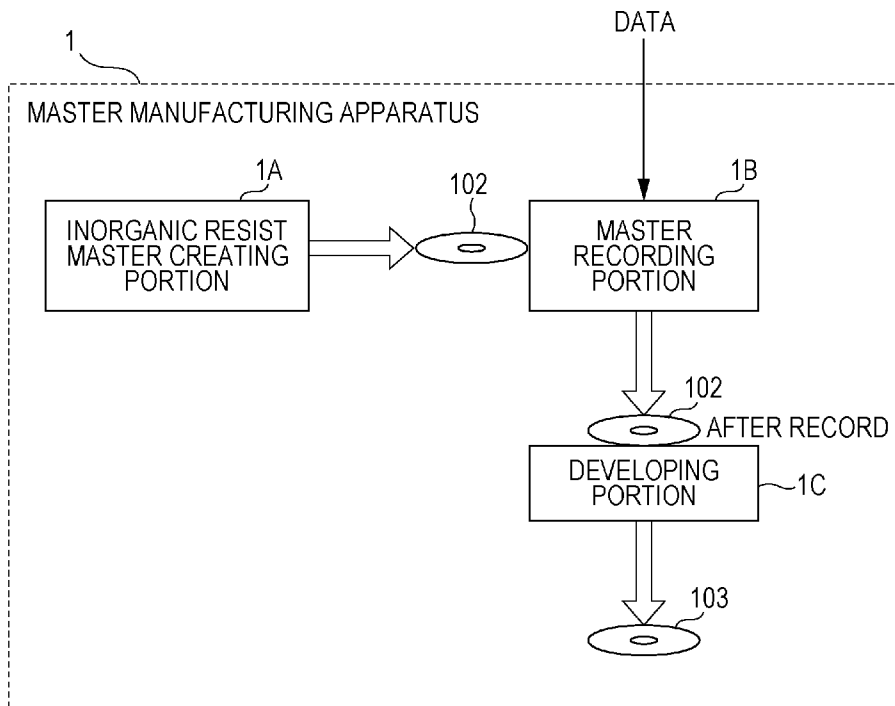 DATA
1
MASTER MANUFACTURING APPARATUS
1A
102
1B
INORGANIC RESIST
MASTER CREATING
PORTION
MASTER
RECORDING
PORTION
102
AFTER RECORD
DEVELOPING
PORTION
1C
103